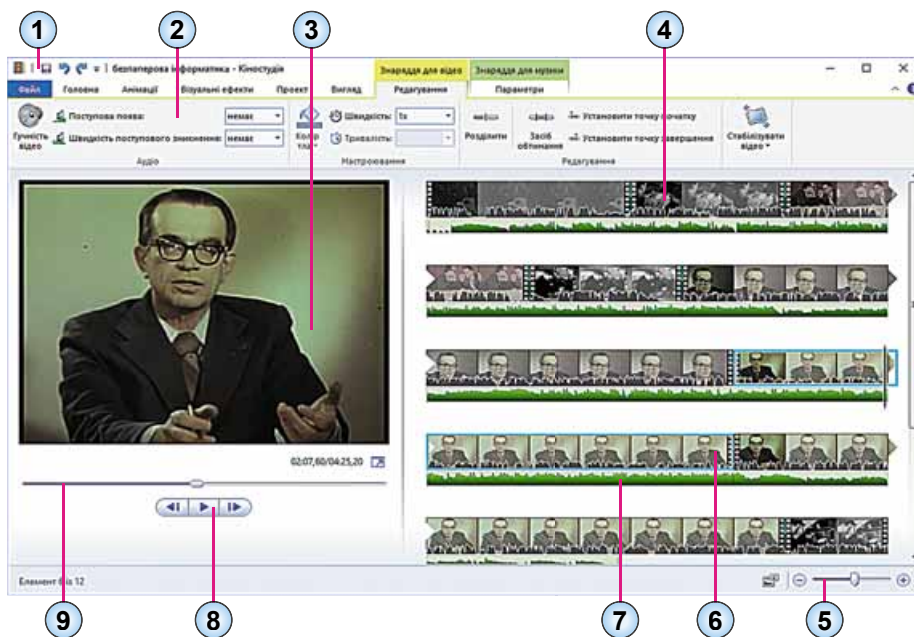 1 2 3 4
безпаперова інформатика - Кіностудія
Знаряддя для відео Знаряддя для музики
Файл Головна Анімації Візуальні ефекти Проект Вигляд Редагування Параметри
Гучність відео
Поступова поява: немає
Швидкість поступового зникнення: немає
Аудіо
Колір тла
Швидкість: 1x
Тривалість:
Настроювання
Розділити
Засіб обтинання
Установити точку початку
Установити точку завершення
Редагування
Стабілізувати відео
02:07,60/04:25,20
Елемент 6 із 12
9 8 7 6 5